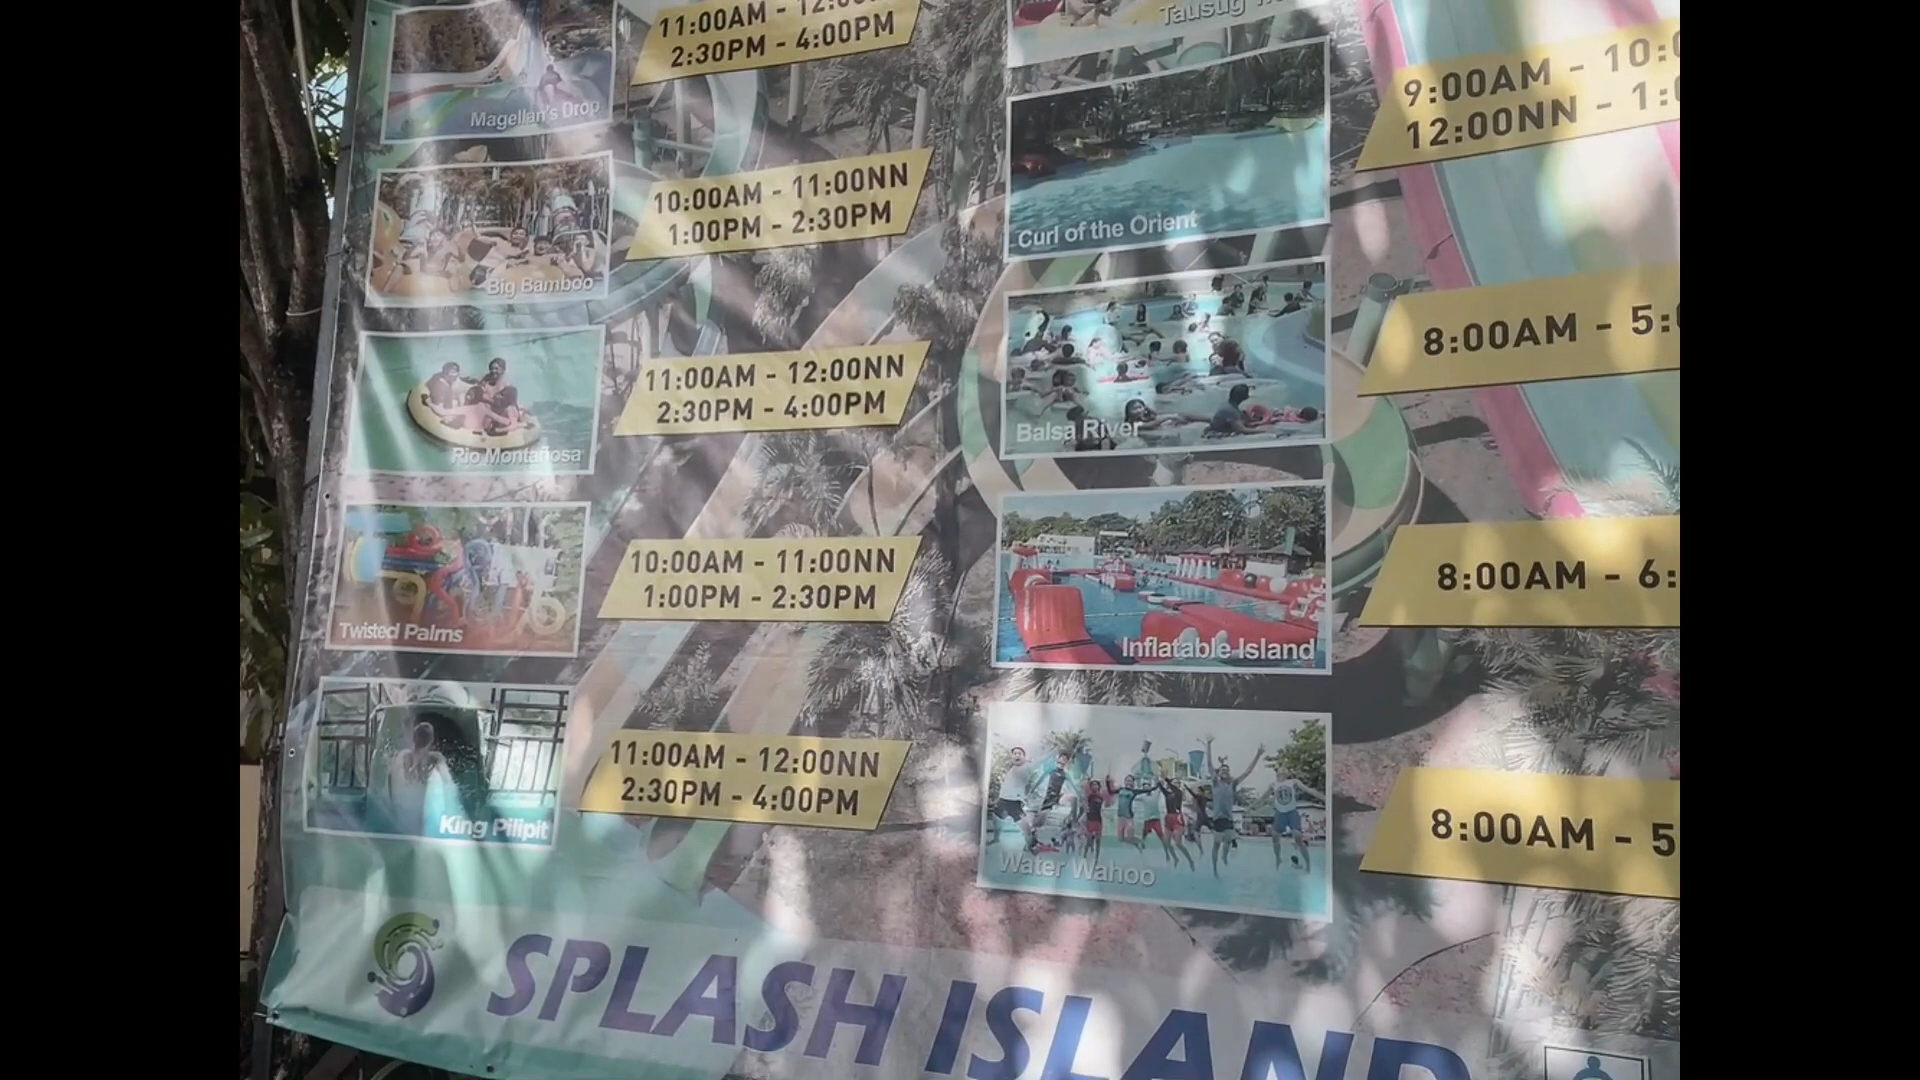 11:00AM -
2:30PM - 4:00PM
Magellan's Drop
10:00AM - 11:00NN
1:00PM - 2:30PM
Big Bamboo
11:00AM - 12:00NN
2:30PM - 4:00PM
Rio Montañosa
10:00AM - 11:00NN
1:00PM - 2:30PM
Twisted Palms
11:00AM - 12:00NN
2:30PM - 4:00PM
King Pilipit
Tausug
9:00AM - 10:
12:00NN - 1:
Curl of the Orient
8:00AM - 5:
Balsa River
8:00AM - 6:
Inflatable Island
8:00AM - 5
Water Wahoo
SPLASH ISLAND